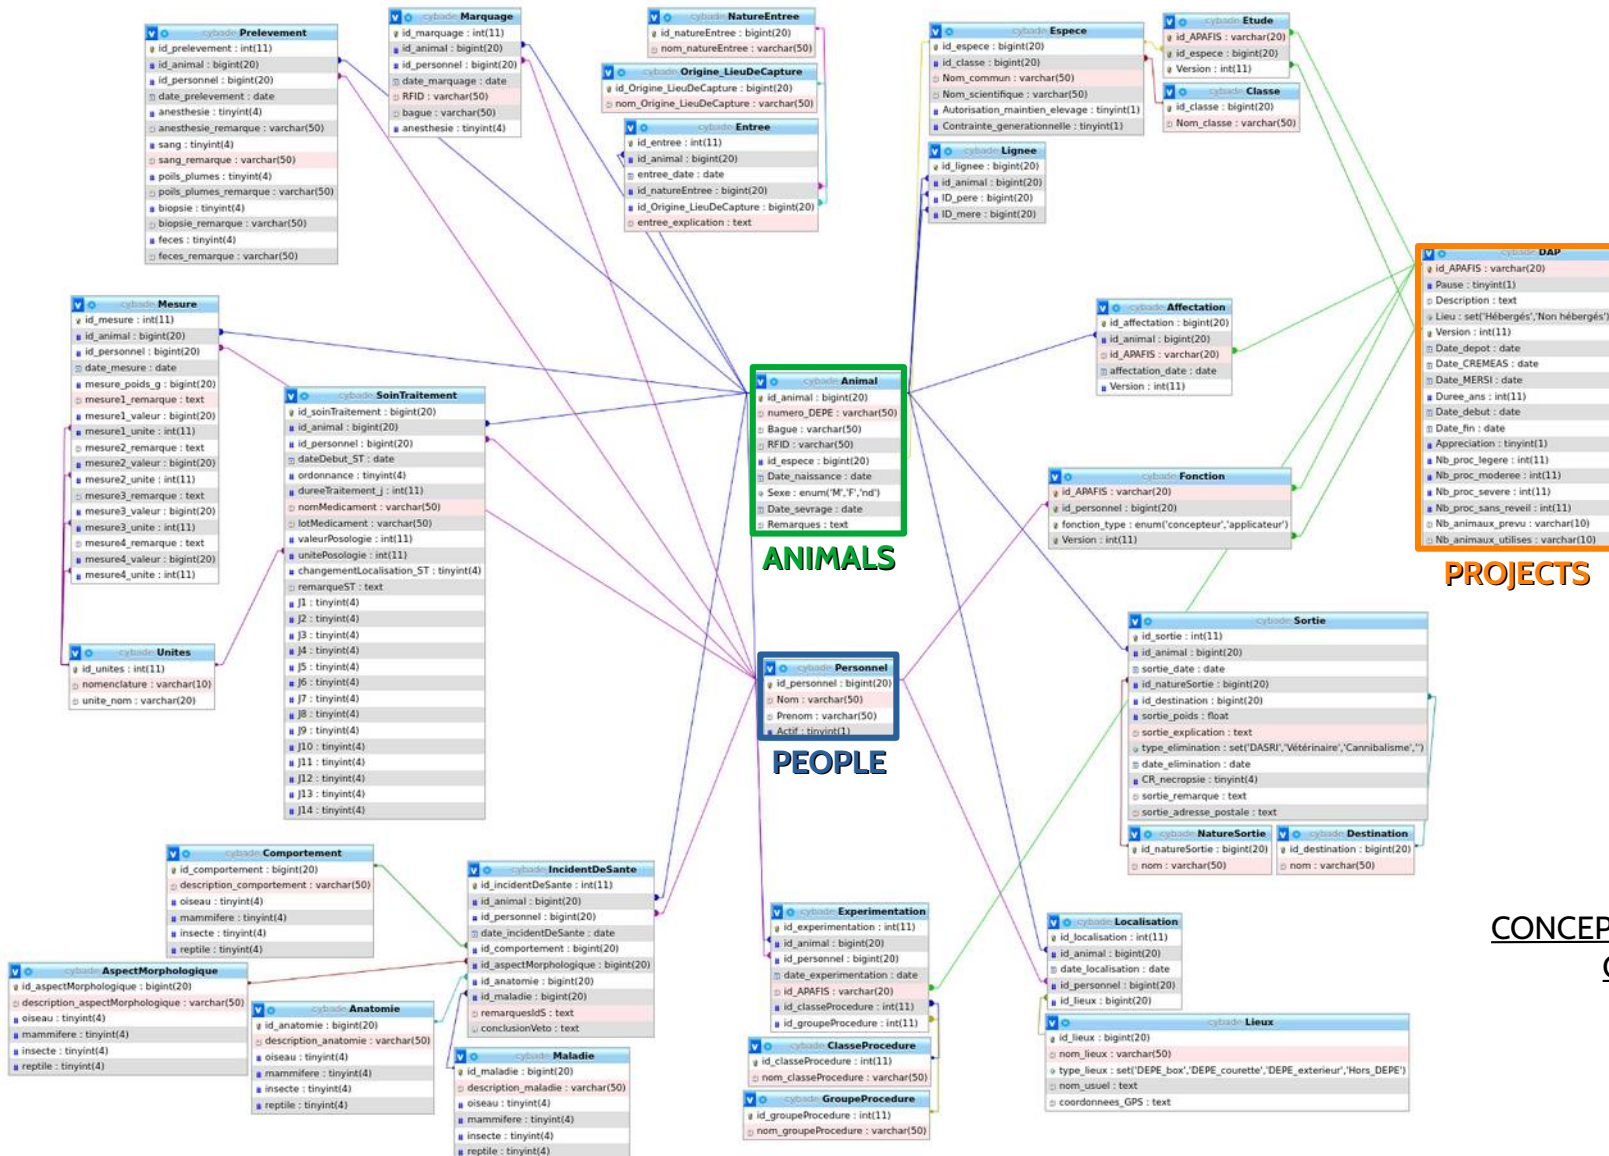 cybade Prelevement
id_prelevement : int(11)
id_animal : bigint(20)
id_personnel : bigint(20)
date_prelevement : date
anesthesie : tinyint(4)
anesthesie_remarque : varchar(50)
sang : tinyint(4)
sang_remarque : varchar(50)
poils_plumes : tinyint(4)
poils_plumes_remarque : varchar(50)
biopsie : tinyint(4)
biopsie_remarque : varchar(50)
feces : tinyint(4)
feces_remarque : varchar(50)
cybade Marquage
id_marquage : int(11)
id_animal : bigint(20)
id_personnel : bigint(20)
date_marquage : date
RFID : varchar(50)
bague : varchar(50)
anesthesie : tinyint(4)
cybade NatureEntree
id_natureEntree : bigint(20)
nom_natureEntree : varchar(50)
cybade Origine_LieuDeCapture
id_Origine_LieuDeCapture : bigint(20)
nom_Origine_LieuDeCapture : varchar(50)
cybade Entree
id_entree : int(11)
id_animal : bigint(20)
entree_date : date
id_natureEntree : bigint(20)
id_Origine_LieuDeCapture : bigint(20)
entree_explication : text
cybade Espece
id_espece : bigint(20)
id_classe : bigint(20)
Nom_commun : varchar(50)
Nom_scientifique : varchar(50)
Autorisation_maintien_elevage : tinyint(1)
Contrainte_generationnelle : tinyint(1)
cybade Etude
id_APAFIS : varchar(20)
id_espece : bigint(20)
Version : int(11)
cybade Classe
id_classe : bigint(20)
Nom_classe : varchar(50)
cybade Lignee
id_lignee : bigint(20)
id_animal : bigint(20)
ID_pere : bigint(20)
ID_mere : bigint(20)
cybade DAP
id_APAFIS : varchar(20)
Pause : tinyint(1)
Description : text
Lieu : set('Hébergés','Non hébergés')
Version : int(11)
Date_depot : date
Date_CREMEAS : date
Date_MERSI : date
Duree_ans : int(11)
Date_debut : date
Date_fin : date
Appreciation : tinyint(1)
Nb_proc_legere : int(11)
Nb_proc_moderee : int(11)
Nb_proc_severe : int(11)
Nb_proc_sans_reveil : int(11)
Nb_animaux_prevu : varchar(10)
Nb_animaux_utilises : varchar(10)
PROJECTS
cybade Mesure
id_mesure : int(11)
id_animal : bigint(20)
id_personnel : bigint(20)
date_mesure : date
mesure_poids_g : bigint(20)
mesure1_remarque : text
mesure1_valeur : bigint(20)
mesure1_unite : int(11)
mesure2_remarque : text
mesure2_valeur : bigint(20)
mesure2_unite : int(11)
mesure3_remarque : text
mesure3_valeur : bigint(20)
mesure3_unite : int(11)
mesure4_remarque : text
mesure4_valeur : bigint(20)
mesure4_unite : int(11)
cybade SoinTraitement
id_soinTraitement : bigint(20)
id_animal : bigint(20)
id_personnel : bigint(20)
dateDebut_ST : date
ordonnance : tinyint(4)
dureeTraitement_j : int(11)
nomMedicament : varchar(50)
lotMedicament : varchar(50)
valeurPosologie : int(11)
unitePosologie : int(11)
changementLocalisation_ST : tinyint(4)
remarqueST : text
J1 : tinyint(4)
J2 : tinyint(4)
J3 : tinyint(4)
J4 : tinyint(4)
J5 : tinyint(4)
J6 : tinyint(4)
J7 : tinyint(4)
J8 : tinyint(4)
J9 : tinyint(4)
J10 : tinyint(4)
J11 : tinyint(4)
J12 : tinyint(4)
J13 : tinyint(4)
J14 : tinyint(4)
cybade Animal
id_animal : bigint(20)
numero_DEPE : varchar(50)
Bague : varchar(50)
RFID : varchar(50)
id_espece : bigint(20)
Date_naissance : date
Sexe : enum('M','F','nd')
Date_sevrage : date
Remarques : text
ANIMALS
cybade Affectation
id_affectation : bigint(20)
id_animal : bigint(20)
id_APAFIS : varchar(20)
affectation_date : date
Version : int(11)
cybade Fonction
id_APAFIS : varchar(20)
id_personnel : bigint(20)
fonction_type : enum('concepteur','applicateur')
Version : int(11)
cybade Unites
id_unites : int(11)
nomenclature : varchar(10)
unite_nom : varchar(20)
cybade Personnel
id_personnel : bigint(20)
Nom : varchar(50)
Prenom : varchar(50)
Actif : tinyint(1)
PEOPLE
cybade Sortie
id_sortie : int(11)
id_animal : bigint(20)
sortie_date : date
id_natureSortie : bigint(20)
id_destination : bigint(20)
sortie_poids : float
sortie_explication : text
type_elimination : set('DASRI','Vétérinaire','Cannibalisme','')
date_elimination : date
CR_necropsie : tinyint(4)
sortie_remarque : text
sortie_adresse_postale : text
cybade NatureSortie
id_natureSortie : bigint(20)
nom : varchar(50)
cybade Destination
id_destination : bigint(20)
nom : varchar(50)
cybade Comportement
id_comportement : bigint(20)
description_comportement : varchar(50)
oiseau : tinyint(4)
mammifere : tinyint(4)
insecte : tinyint(4)
reptile : tinyint(4)
cybade AspectMorphologique
id_aspectMorphologique : bigint(20)
description_aspectMorphologique : varchar(50)
oiseau : tinyint(4)
mammifere : tinyint(4)
insecte : tinyint(4)
reptile : tinyint(4)
cybade Anatomie
id_anatomie : bigint(20)
description_anatomie : varchar(50)
oiseau : tinyint(4)
mammifere : tinyint(4)
insecte : tinyint(4)
reptile : tinyint(4)
cybade IncidentDeSante
id_incidentDeSante : int(11)
id_animal : bigint(20)
id_personnel : bigint(20)
date_incidentDeSante : date
id_comportement : bigint(20)
id_aspectMorphologique : bigint(20)
id_anatomie : bigint(20)
id_maladie : bigint(20)
remarquesIdS : text
conclusionVeto : text
cybade Maladie
id_maladie : bigint(20)
description_maladie : varchar(50)
oiseau : tinyint(4)
mammifere : tinyint(4)
insecte : tinyint(4)
reptile : tinyint(4)
cybade Experimentation
id_experimentation : int(11)
id_animal : bigint(20)
id_personnel : bigint(20)
date_experimentation : date
id_APAFIS : varchar(20)
id_classeProcedure : int(11)
id_groupeProcedure : int(11)
cybade ClasseProcedure
id_classeProcedure : int(11)
nom_classeProcedure : varchar(50)
cybade GroupeProcedure
id_groupeProcedure : int(11)
nom_groupeProcedure : varchar(50)
cybade Localisation
id_localisation : int(11)
id_animal : bigint(20)
date_localisation : date
id_personnel : bigint(20)
id_lieux : bigint(20)
cybade Lieux
id_lieux : bigint(20)
nom_lieux : varchar(50)
type_lieux : set('DEPE_box','DEPE_courette','DEPE_exterieur','Hors_DEPE')
nom_usuel : text
coordonnees_GPS : text
CONCEP